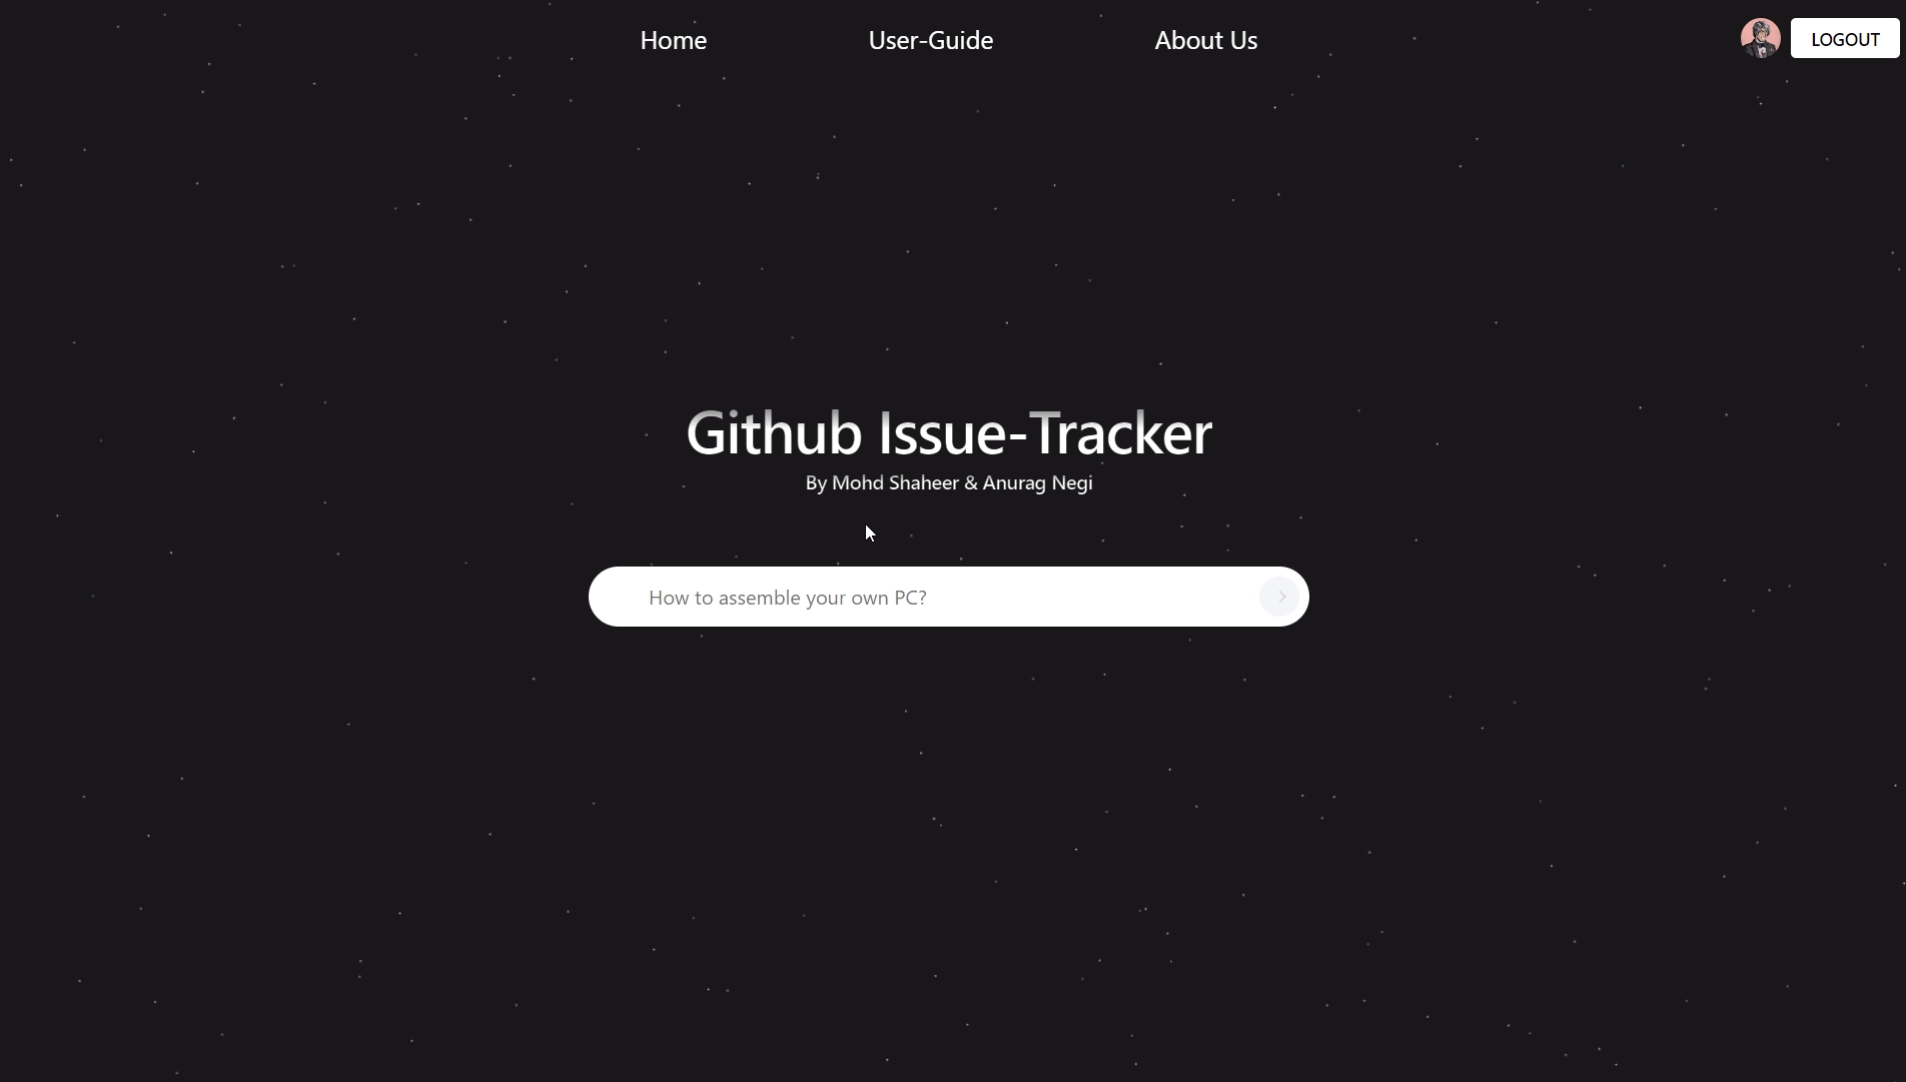 Home User-Guide About Us LOGOUT
Github Issue-Tracker
By Mohd Shaheer & Anurag Negi
How to assemble your own PC?